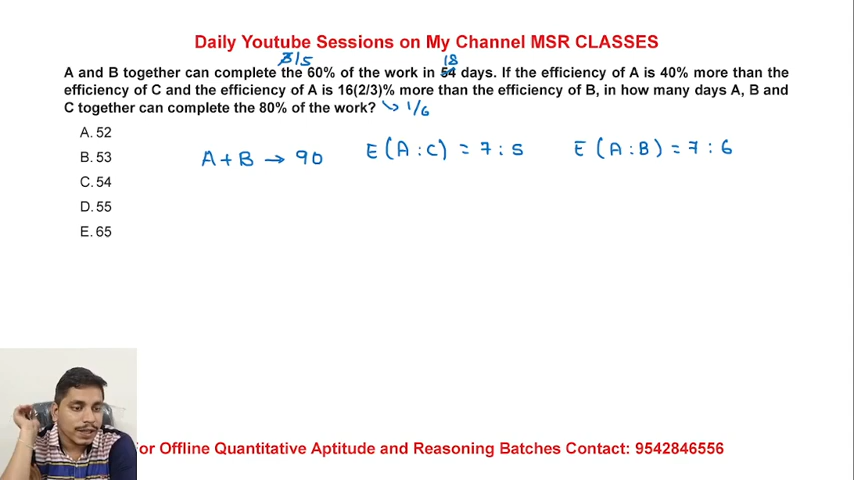 Daily Youtube Sessions on My Channel MSR CLASSES
3/5 18
A and B together can complete the 60% of the work in 54 days. If the efficiency of A is 40% more than the
efficiency of C and the efficiency of A is 16(2/3)% more than the efficiency of B, in how many days A, B and
C together can complete the 80% of the work? ↳ 1/6
A. 52
B. 53
C. 54
D. 55
E. 65
A + B → 90 E (A : C) = 7 : 5 E (A : B) = 7 : 6
or Offline Quantitative Aptitude and Reasoning Batches Contact: 9542846556